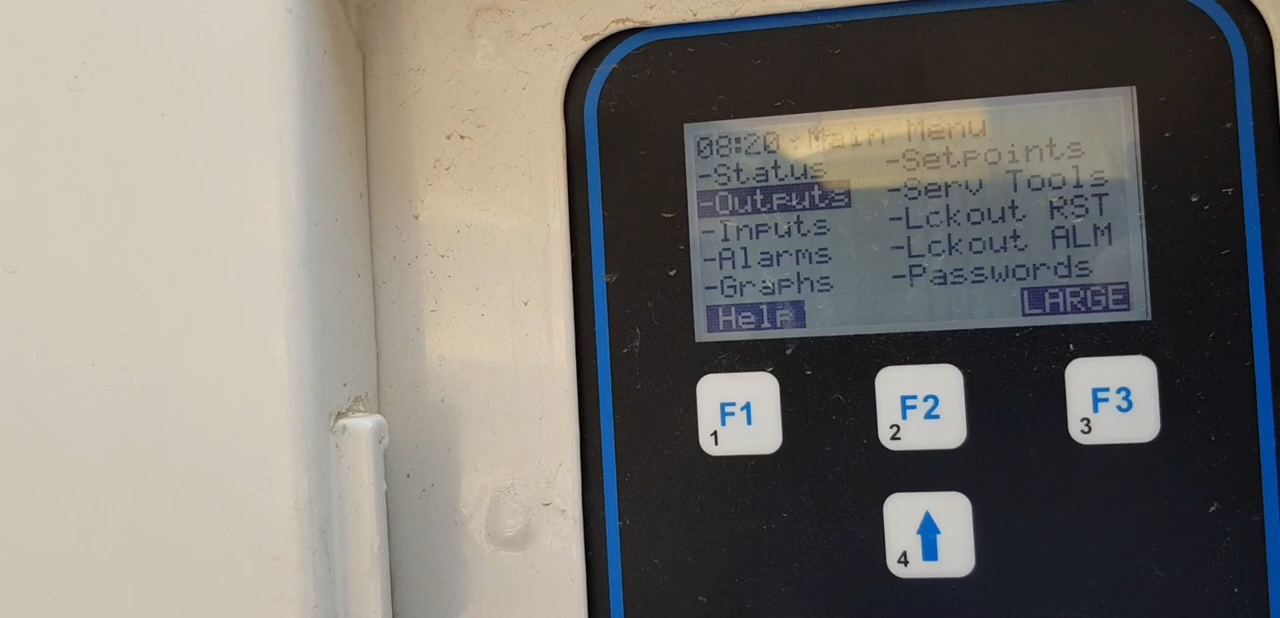 08:20 Main Menu
-Status -Setpoints
-Outputs -Serv Tools
-Inputs -Lckout RST
-Alarms -Lckout ALM
-Graphs -Passwords
Help LARGE
F1 F2 F3
1 2 3
4